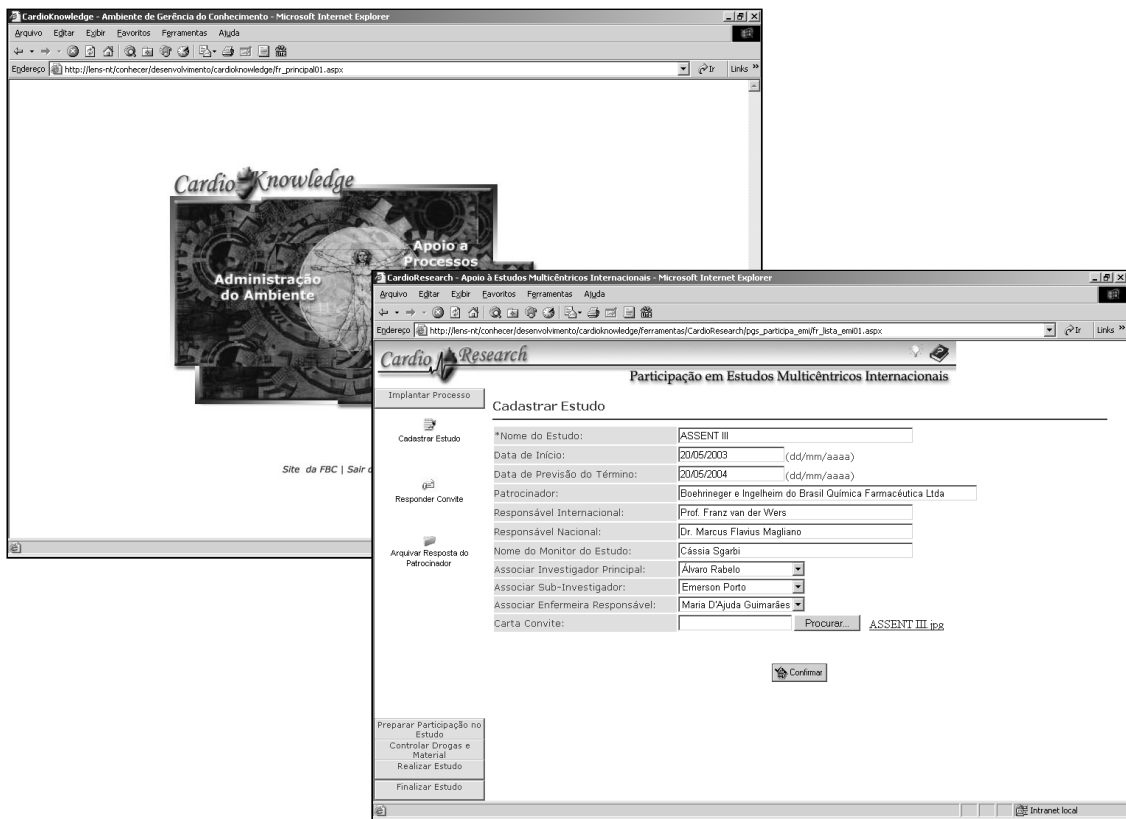 CardioKnowledge - Ambiente de Gerência do Conhecimento - Microsoft Internet Explorer
Arquivo Editar Exibir Favoritos Ferramentas Ajuda
Endereço http://lens-nt/conhecer/desenvolvimento/cardioknowledge/fr_principal01.aspx Ir Links »
Cardio Knowledge
Apoio a
Processos
Administração
do Ambiente
Site da FBC | Sair
CardioResearch - Apoio à Estudos Multicêntricos Internacionais - Microsoft Internet Explorer
Arquivo Editar Exibir Favoritos Ferramentas Ajuda
Endereço http://lens-nt/conhecer/desenvolvimento/cardioknowledge/ferramentas/CardioResearch/pgs_participa_emi/fr_lista_emi01.aspx Ir Links »
Cardio Research
Participação em Estudos Multicêntricos Internacionais
Implantar Processo
Cadastrar Estudo
Responder Convite
Arquivar Resposta do
Patrocinador
Cadastrar Estudo
*Nome do Estudo: ASSENT III
Data de Início: 20/05/2003 (dd/mm/aaaa)
Data de Previsão do Término: 20/05/2004 (dd/mm/aaaa)
Patrocinador: Boehrineger e Ingelheim do Brasil Química Farmacéutica Ltda
Responsável Internacional: Prof. Franz van der Wers
Responsável Nacional: Dr. Marcus Flavius Magliano
Nome do Monitor do Estudo: Cássia Sgarbi
Associar Investigador Principal: Álvaro Rabelo
Associar Sub-Investigador: Emerson Porto
Associar Enfermeira Responsável: Maria D'Ajuda Guimarães
Carta Convite: Procurar... ASSENT III.jpg
Confirmar
Preparar Participação no
Estudo
Controlar Drogas e
Material
Realizar Estudo
Finalizar Estudo
Intranet local